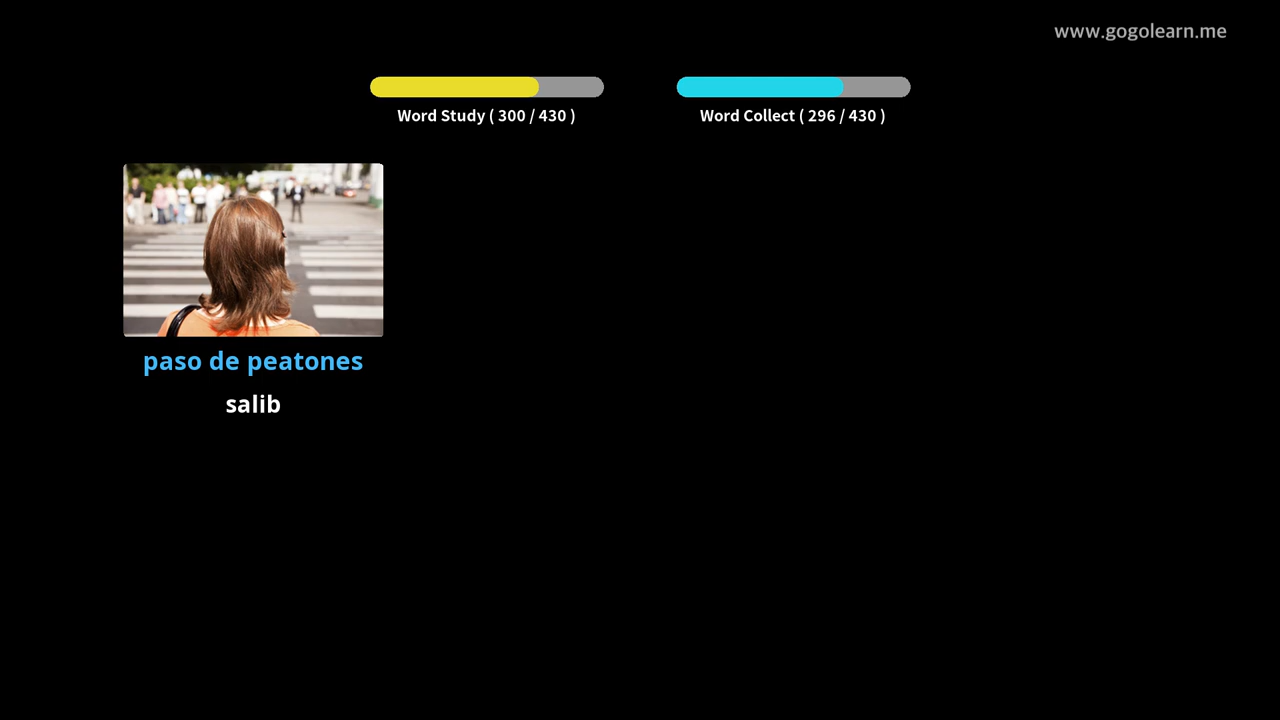 www.gogolearn.me
Word Study ( 300 / 430 )
Word Collect ( 296 / 430 )
paso de peatones
salib